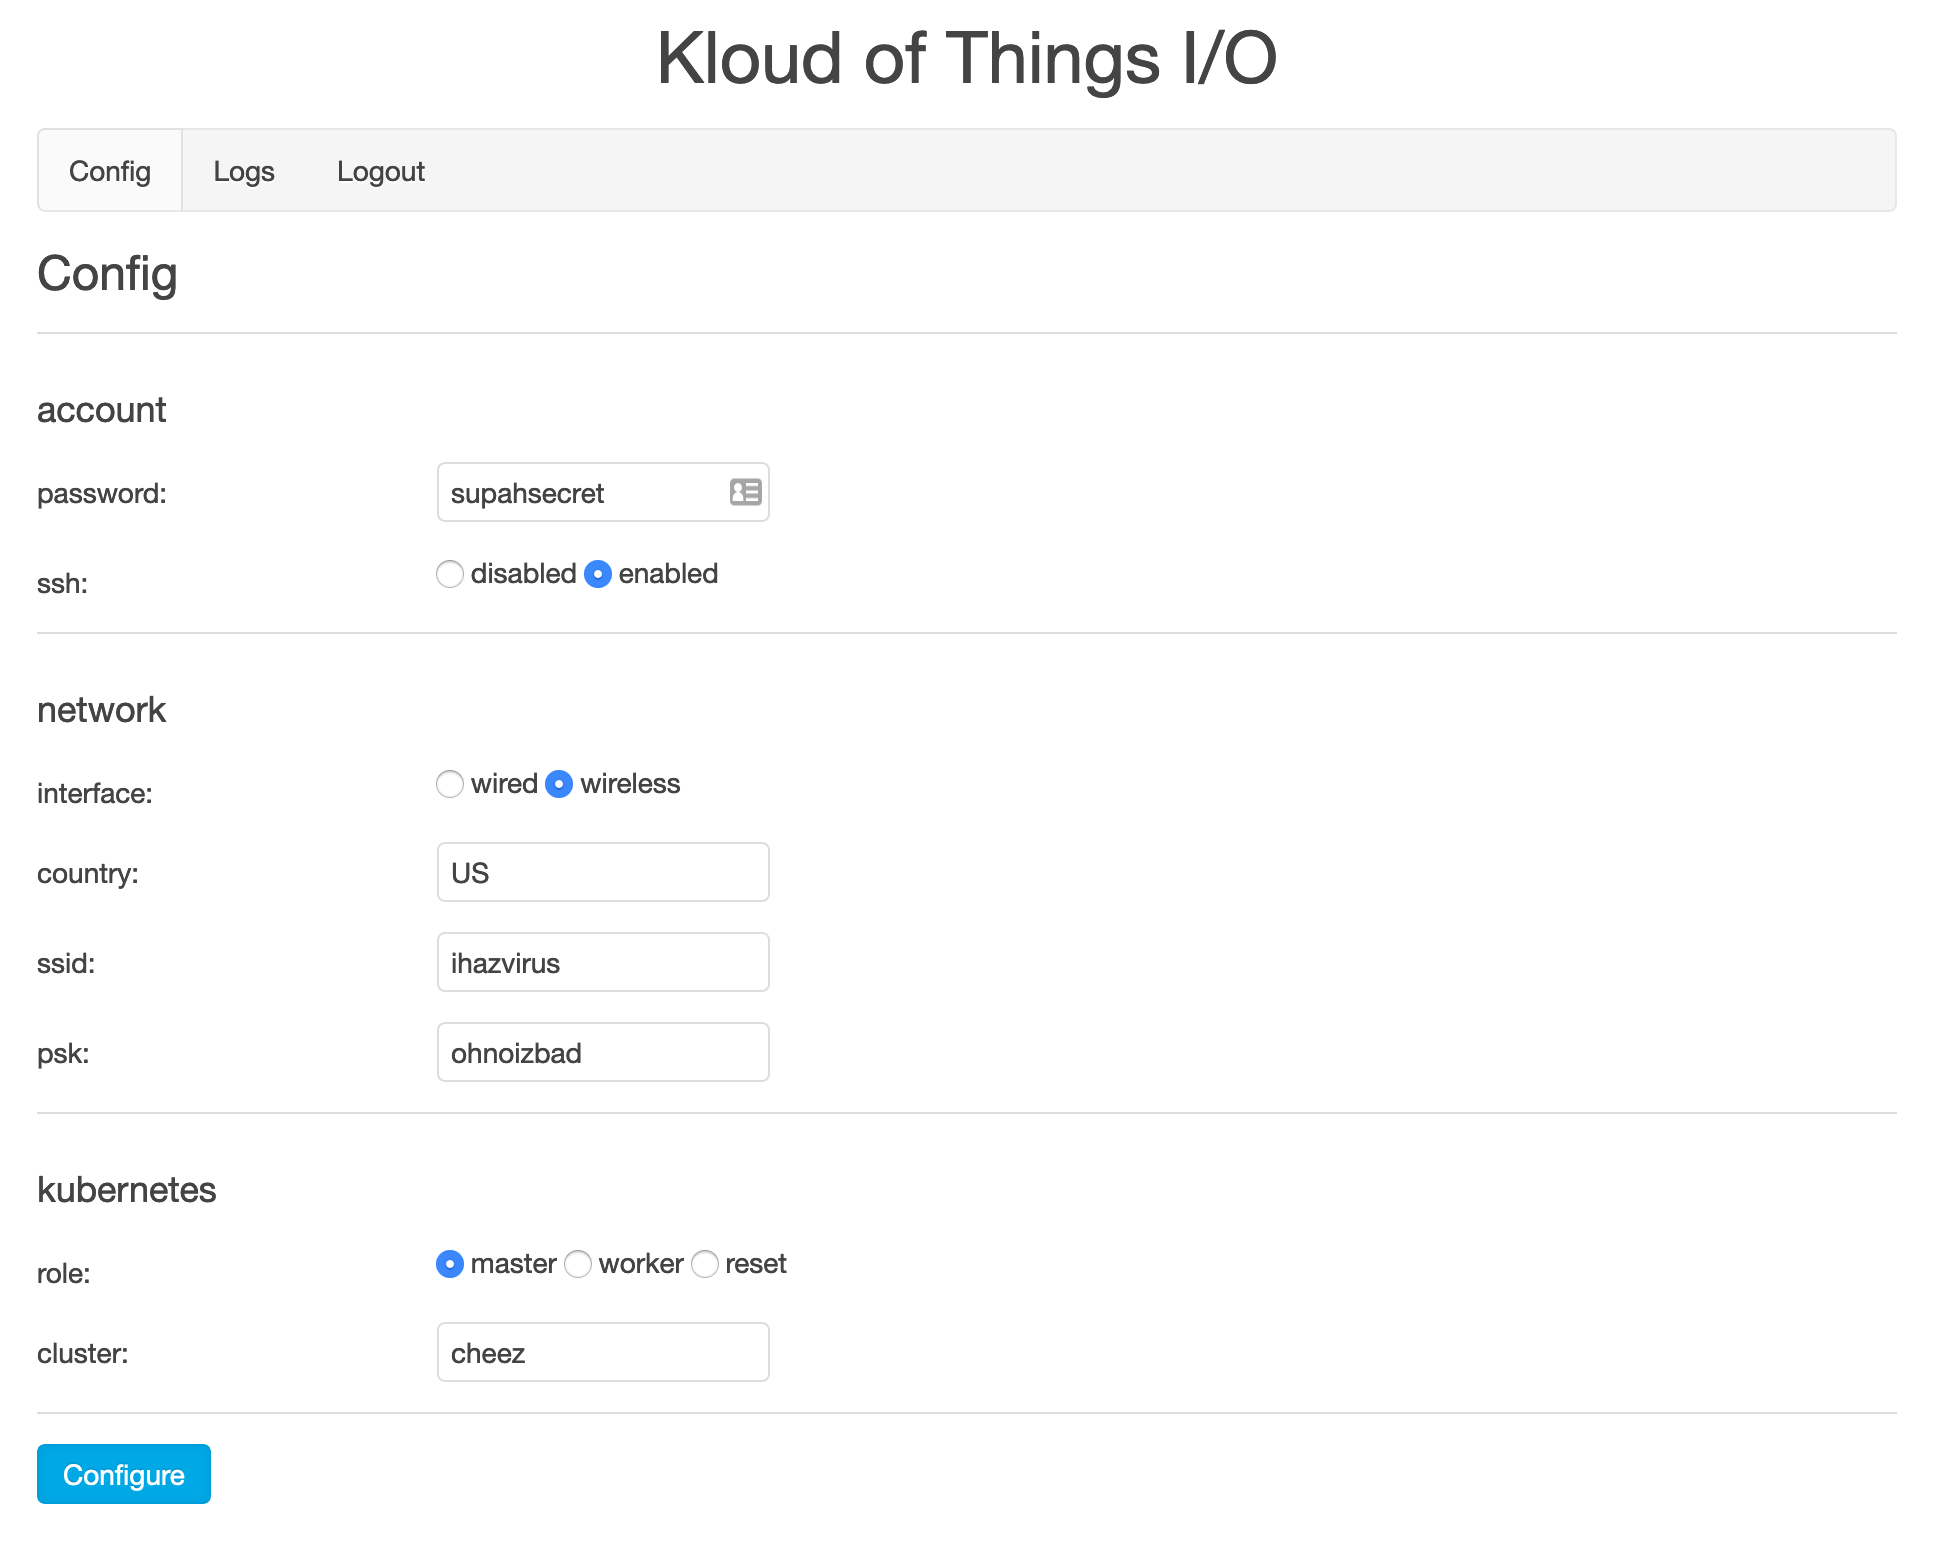 Kloud of Things I/O
Config Logs Logout
Config
account
password: supahsecret
ssh: disabled enabled
network
interface: wired wireless
country: US
ssid: ihazvirus
psk: ohnoizbad
kubernetes
role: master worker reset
cluster: cheez
Configure